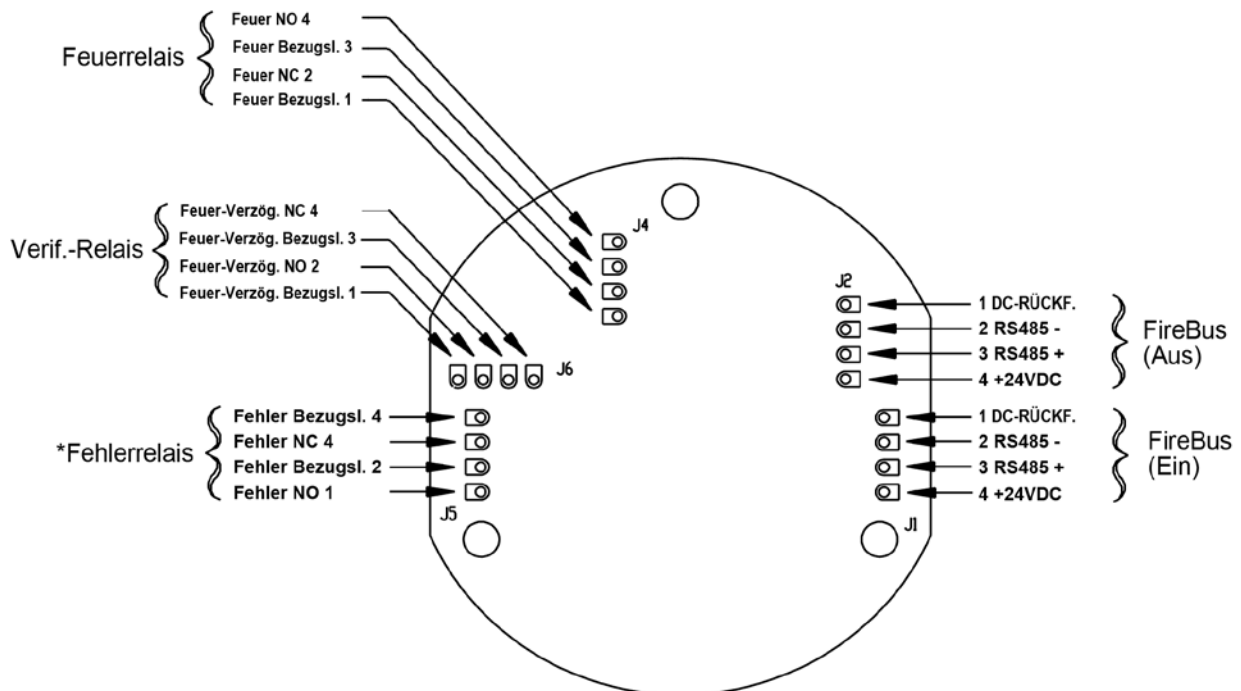 Feuerrelais
Feuer NO 4
Feuer Bezugsl. 3
Feuer NC 2
Feuer Bezugsl. 1
Verif.-Relais
Feuer-Verzög. NC 4
Feuer-Verzög. Bezugsl. 3
Feuer-Verzög. NO 2
Feuer-Verzög. Bezugsl. 1
*Fehlerrelais
Fehler Bezugsl. 4
Fehler NC 4
Fehler Bezugsl. 2
Fehler NO 1
J4
J6
J5
J2
1 DC-RÜCKF.
2 RS485 -
3 RS485 +
4 +24VDC
FireBus
(Aus)
1 DC-RÜCKF.
2 RS485 -
3 RS485 +
4 +24VDC
FireBus
(Ein)
J1